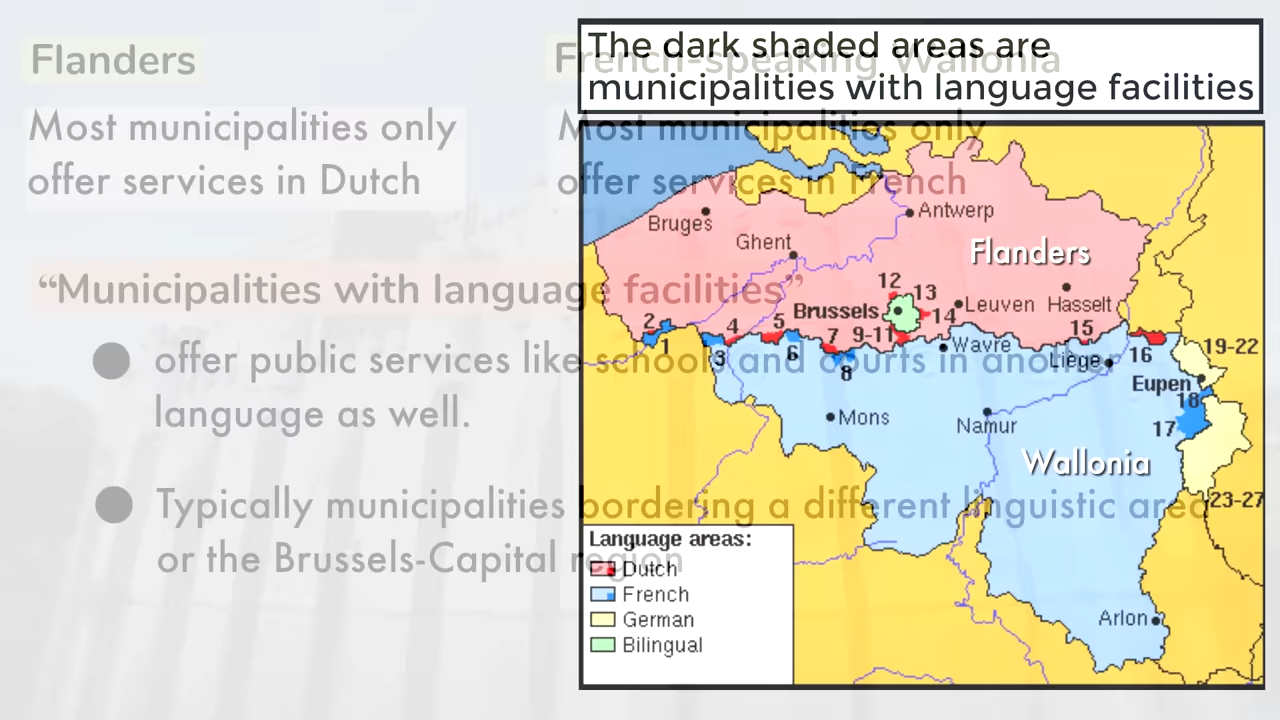 Flanders
French-speaking Wallonia
Most municipalities only
offer services in Dutch
Most municipalities only
offer services in French
“Municipalities with language facilities”
offer public services like schools and courts in another
language as well.
Typically municipalities bordering a different linguistic area
or the Brussels-Capital region
The dark shaded areas are
municipalities with language facilities
Bruges
Antwerp
Ghent
Flanders
12
13
Brussels
Leuven
Hasselt
14
2
1
4
5
7
9-11
15
3
6
8
Wavre
Liège
16
19-22
Eupen
18
17
Mons
Namur
Wallonia
23-27
Arlon
Language areas:
Dutch
French
German
Bilingual